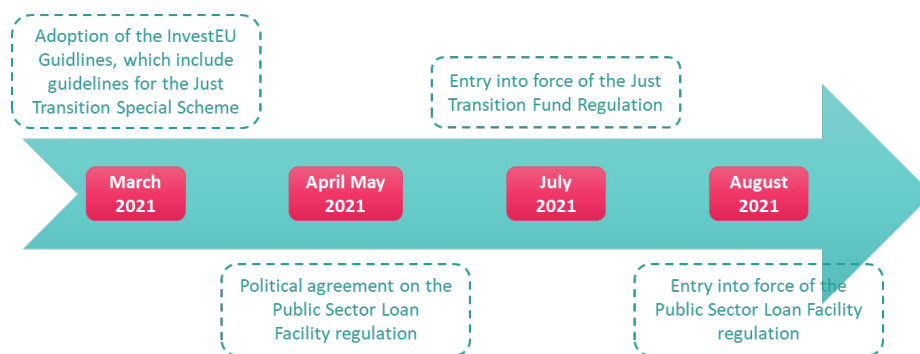 Adoption of the InvestEU
Guidlines, which include
guidelines for the Just
Transition Special Scheme
Entry into force of the Just
Transition Fund Regulation
March
2021
April May
2021
July
2021
August
2021
Political agreement on the
Public Sector Loan
Facility regulation
Entry into force of the
Public Sector Loan Facility
regulation